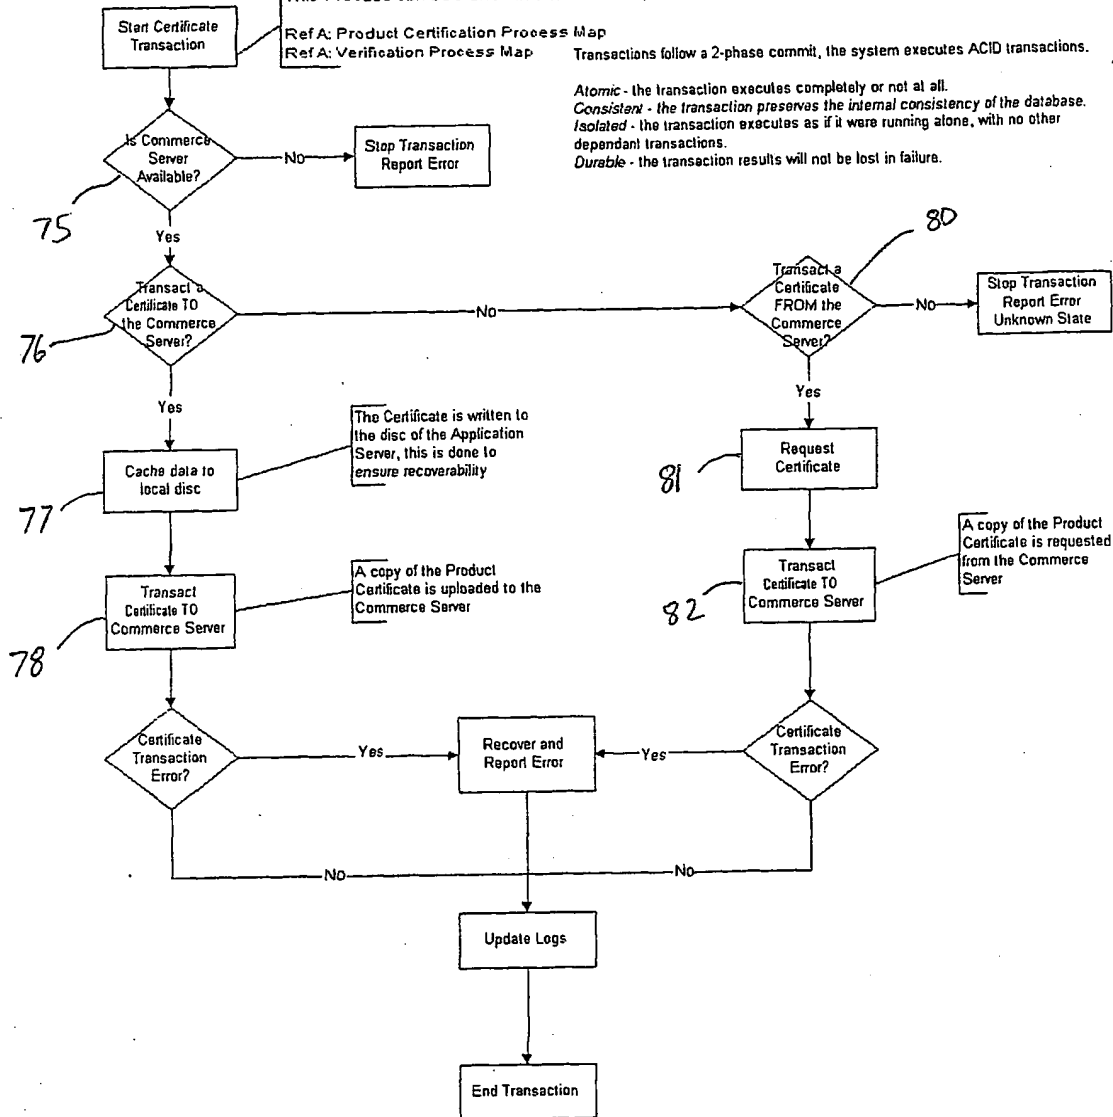 This Process
Ref A: Product Certification Process Map
Ref A: Verification Process Map
Start Certificate
Transaction
Transactions follow a 2-phase commit, the system executes ACID transactions.
Atomic - the transaction executes completely or not at all.
Consistent - the transaction preserves the internal consistency of the database.
Isolated - the transaction executes as if it were running alone, with no other
dependant transactions.
Durable - the transaction results will not be lost in failure.
Is Commerce
Server
Available?
No
Stop Transaction
Report Error
75
Yes
80
Transact a
Certificate TO
the Commerce
Server?
No
Transact a
Certificate
FROM the
Commerce
Server?
No
Stop Transaction
Report Error
Unknown State
76
Yes
Yes
The Certificate is written to
the disc of the Application
Server, this is done to
ensure recoverability
Cache data to
local disc
77
Request
Certificate
81
A copy of the Product
Certificate is requested
from the Commerce
Server
Transact
Certificate TO
Commerce Server
78
A copy of the Product
Certificate is uploaded to the
Commerce Server
Transact
Certificate TO
Commerce Server
82
Certificate
Transaction
Error?
Yes
Recover and
Report Error
Yes
Certificate
Transaction
Error?
No
No
Update Logs
End Transaction